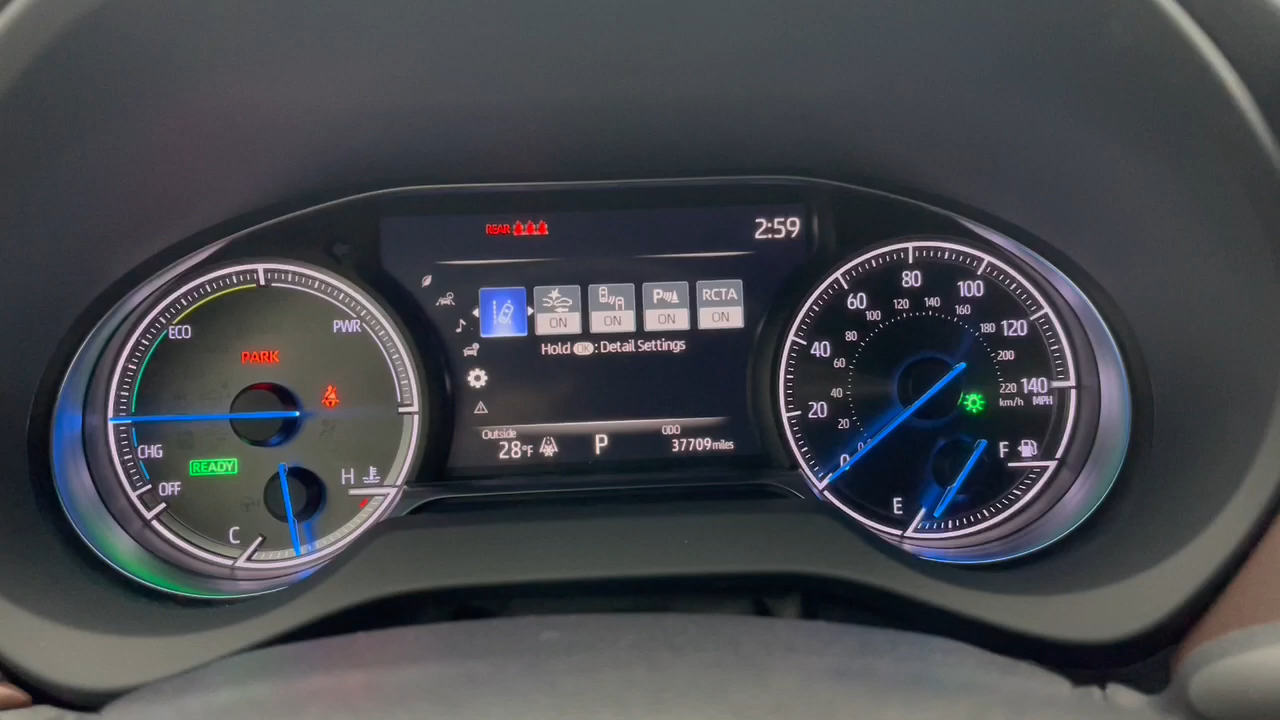 REAR
2:59
ECO
PWR
PARK
CHG
READY
OFF
H
C
RCTA
ON
ON
ON
P
ON
Hold OK : Detail Settings
Outside
28°F
P
ODO
37709 miles
0
20
40
60
80
100
120
140
MPH
20
40
60
80
100
120
140
160
180
200
220
km/h
F
E